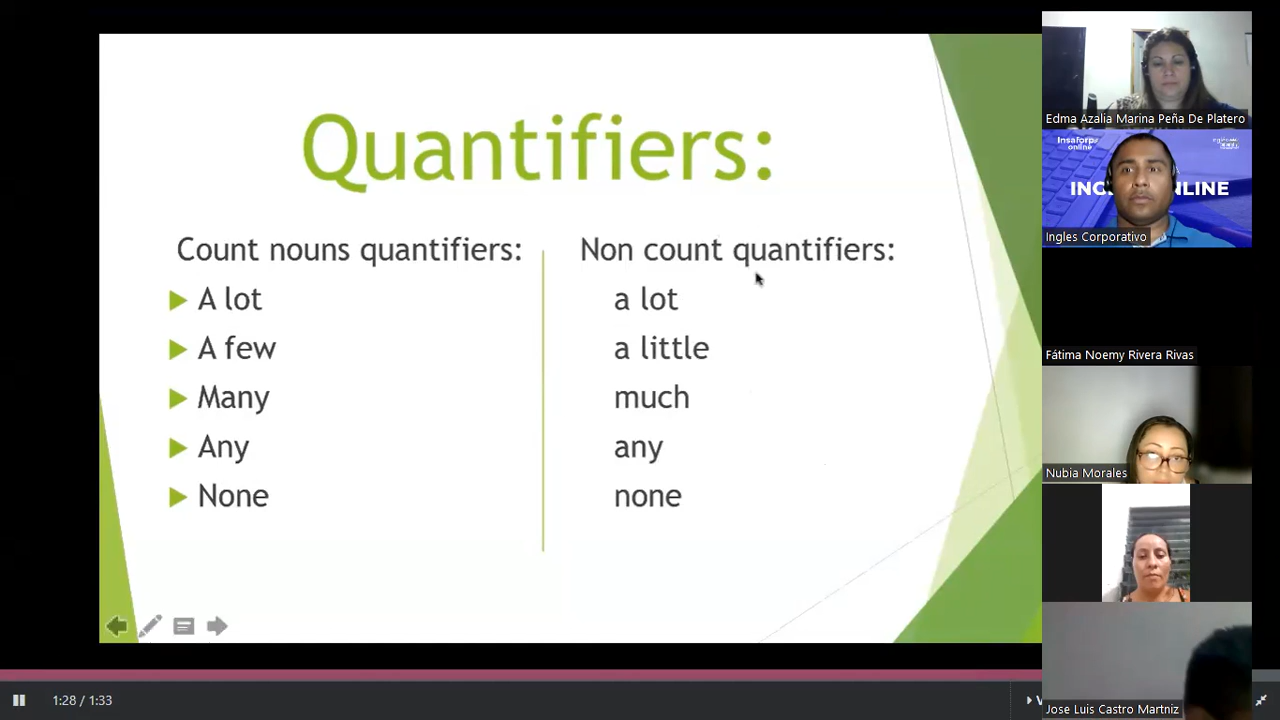 Quantifiers:
Count nouns quantifiers:
A lot
A few
Many
Any
None
Non count quantifiers:
a lot
a little
much
any
none
1:28 / 1:33
Edma Azalia Marina Peña De Platero
Insaforp
online
Ingles Corporativo
Fátima Noemy Rivera Rivas
Nubia Morales
Jose Luis Castro Martniz